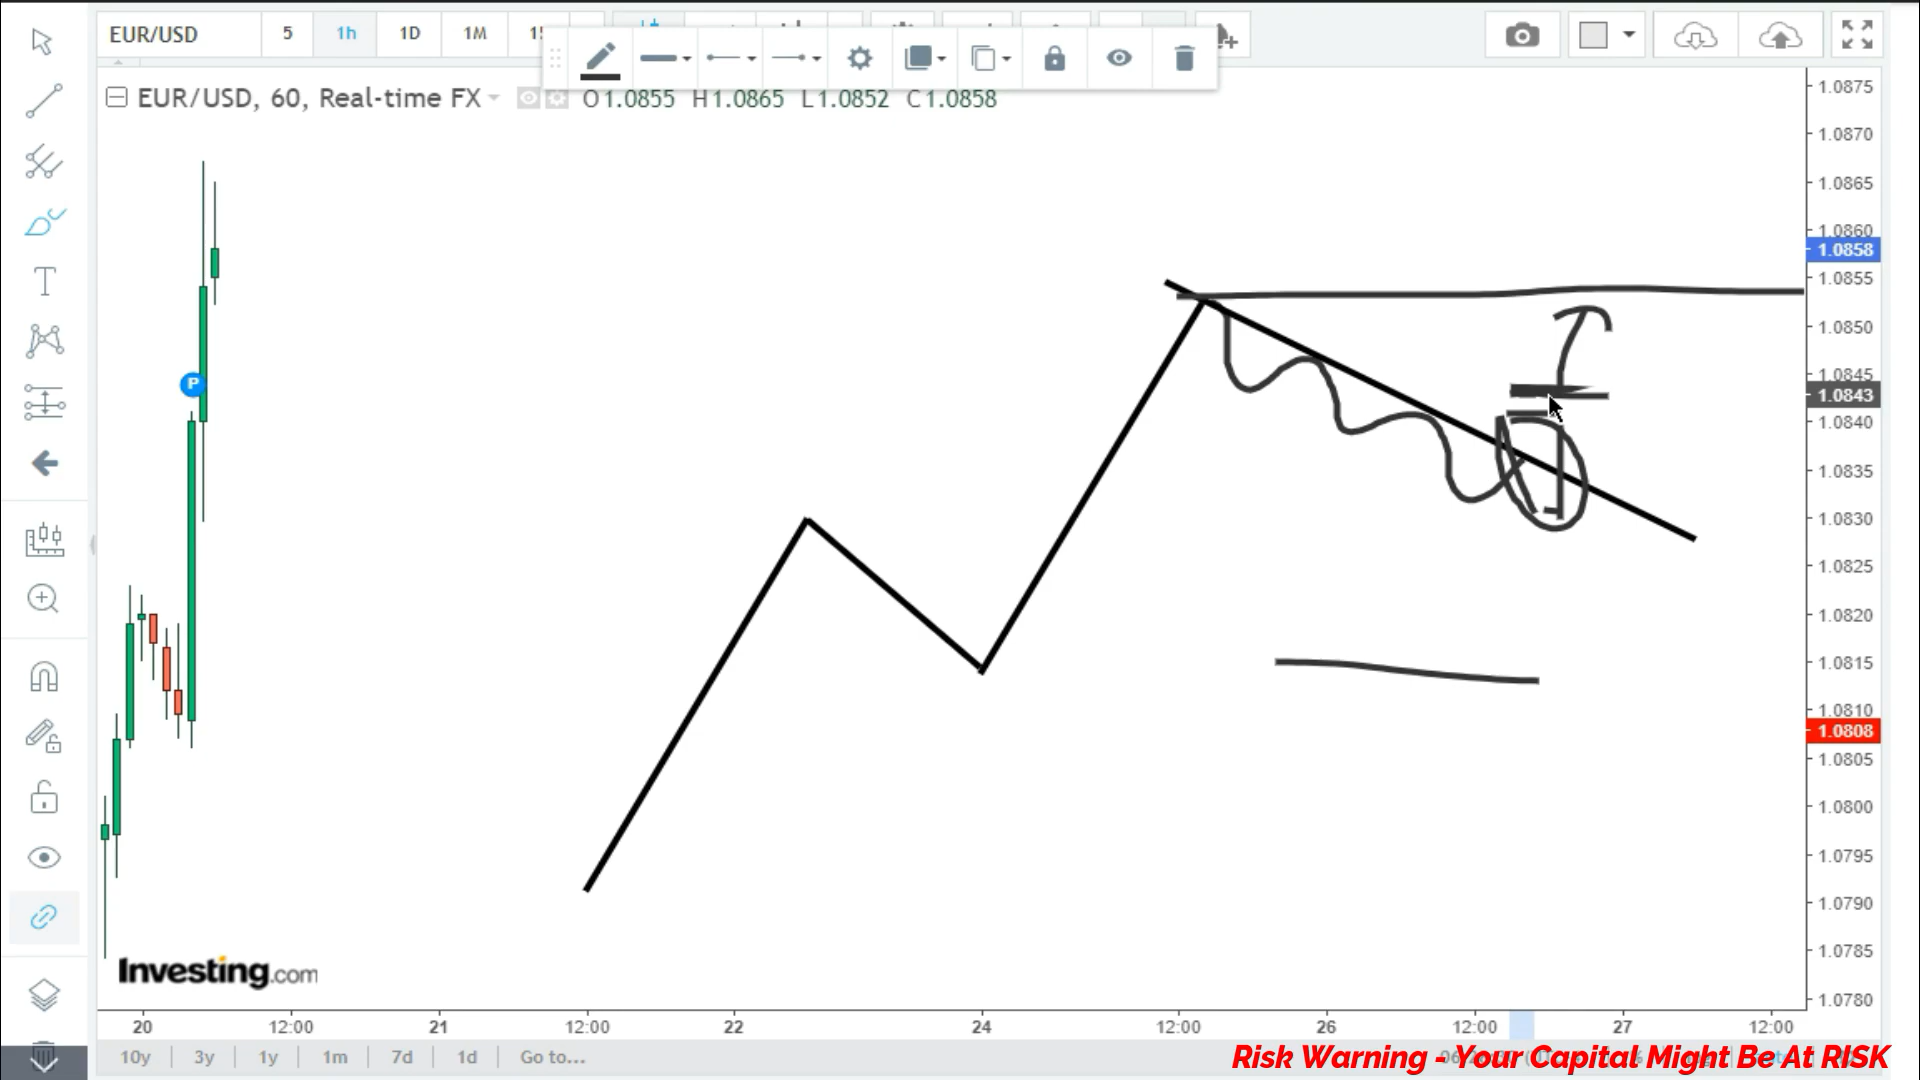 EUR/USD 5 1h 1D 1M
EUR/USD, 60, Real-time FX O1.0855 H1.0865 L1.0852 C1.0858
1.0875
1.0870
1.0865
1.0860
1.0858
1.0855
1.0850
1.0845
1.0843
1.0840
1.0835
1.0830
1.0825
1.0820
1.0815
1.0810
1.0808
1.0805
1.0800
1.0795
1.0790
1.0785
1.0780
P
T
Investing.com
20 12:00 21 12:00 22 24 12:00 26 12:00 27 12:00
10y 3y 1y 1m 7d 1d Go to...
Risk Warning - Your Capital Might Be At RISK